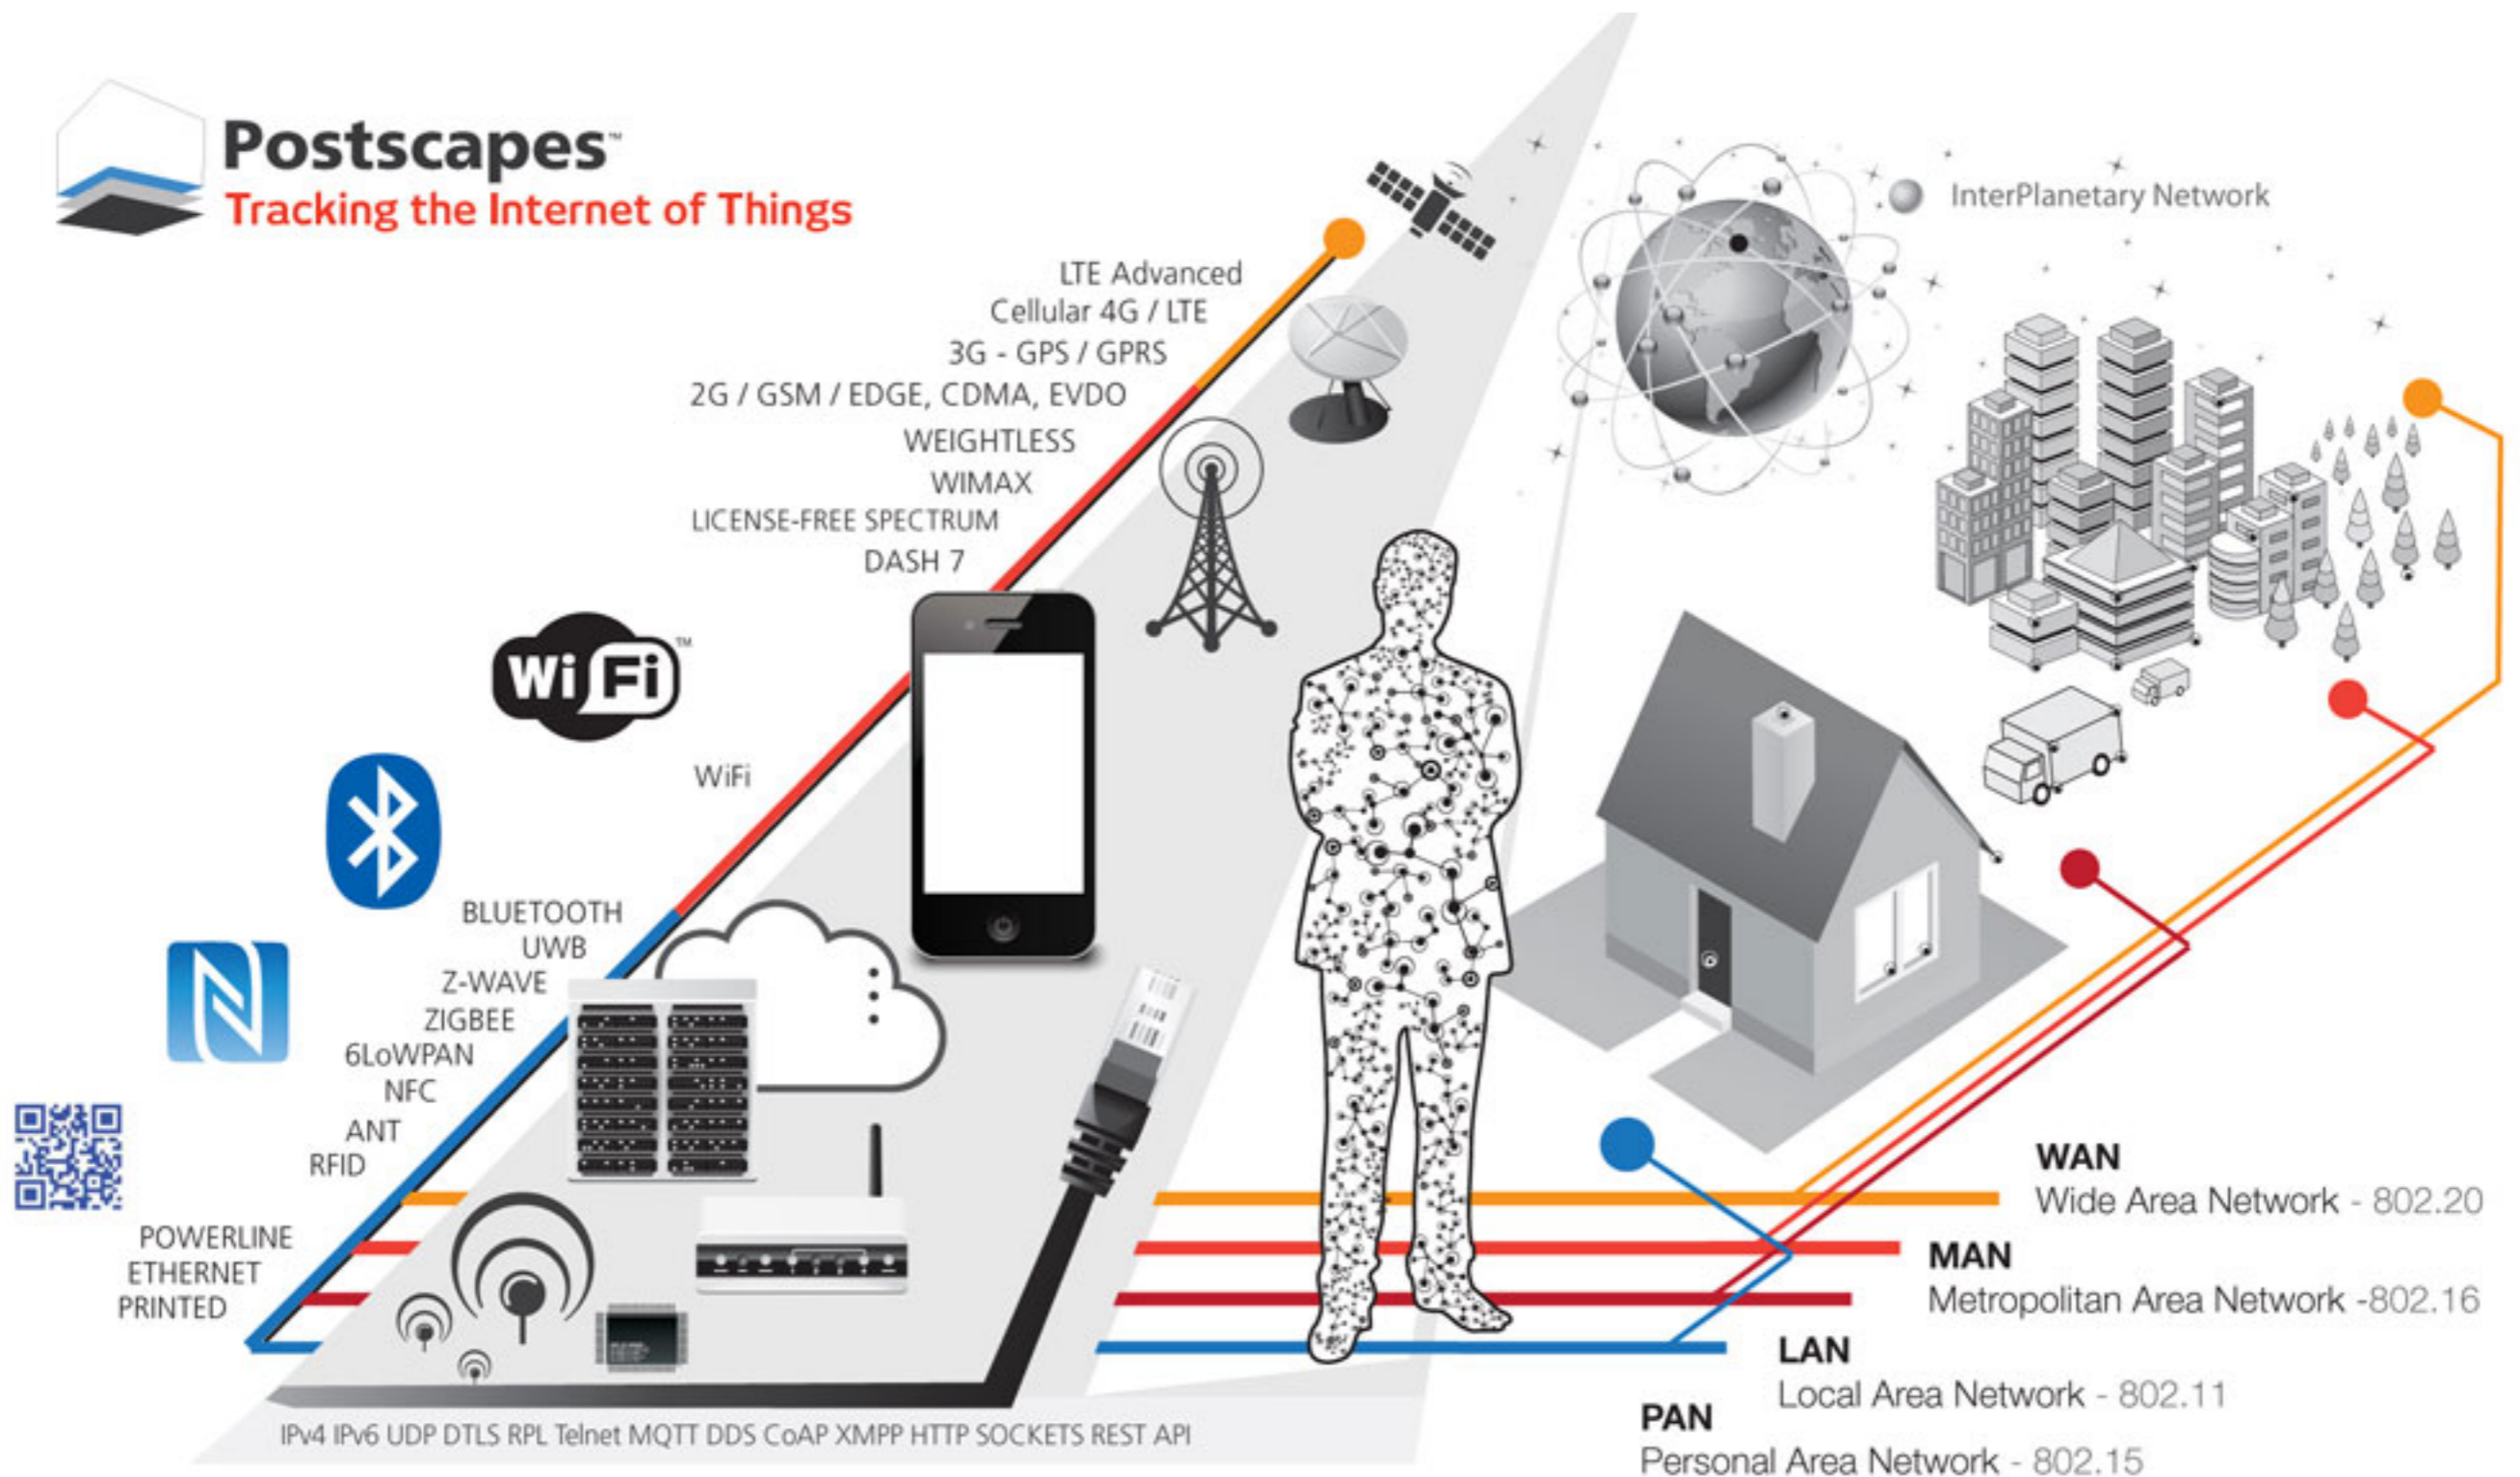 Postscapes™
Tracking the Internet of Things
InterPlanetary Network
LTE Advanced
Cellular 4G / LTE
3G - GPS / GPRS
2G / GSM / EDGE, CDMA, EVDO
WEIGHTLESS
WIMAX
LICENSE-FREE SPECTRUM
DASH 7
Wi Fi™
WiFi
BLUETOOTH
UWB
Z-WAVE
ZIGBEE
6LoWPAN
NFC
ANT
RFID
POWERLINE
ETHERNET
PRINTED
WAN
Wide Area Network - 802.20
MAN
Metropolitan Area Network -802.16
LAN
Local Area Network - 802.11
PAN
Personal Area Network - 802.15
IPv4 IPv6 UDP DTLS RPL Telnet MQTT DDS CoAP XMPP HTTP SOCKETS REST API